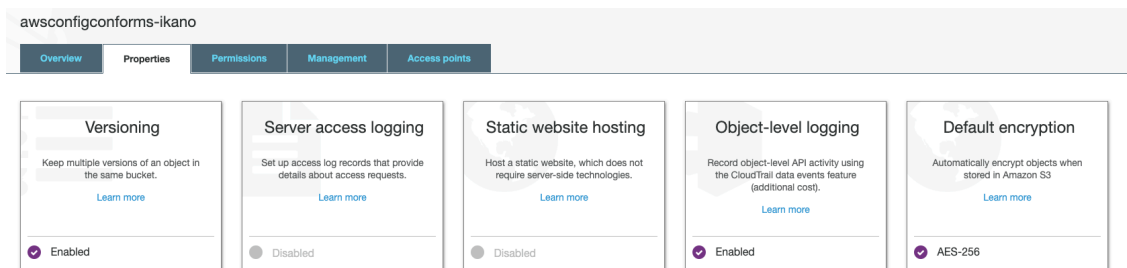 awsconfigconforms-ikano
Overview
Properties
Permissions
Management
Access points
Versioning
Keep multiple versions of an object in
the same bucket.
Learn more
Enabled
Server access logging
Set up access log records that provide
details about access requests.
Learn more
Disabled
Static website hosting
Host a static website, which does not
require server-side technologies.
Learn more
Disabled
Object-level logging
Record object-level API activity using
the CloudTrail data events feature
(additional cost).
Learn more
Enabled
Default encryption
Automatically encrypt objects when
stored in Amazon S3
Learn more
AES-256